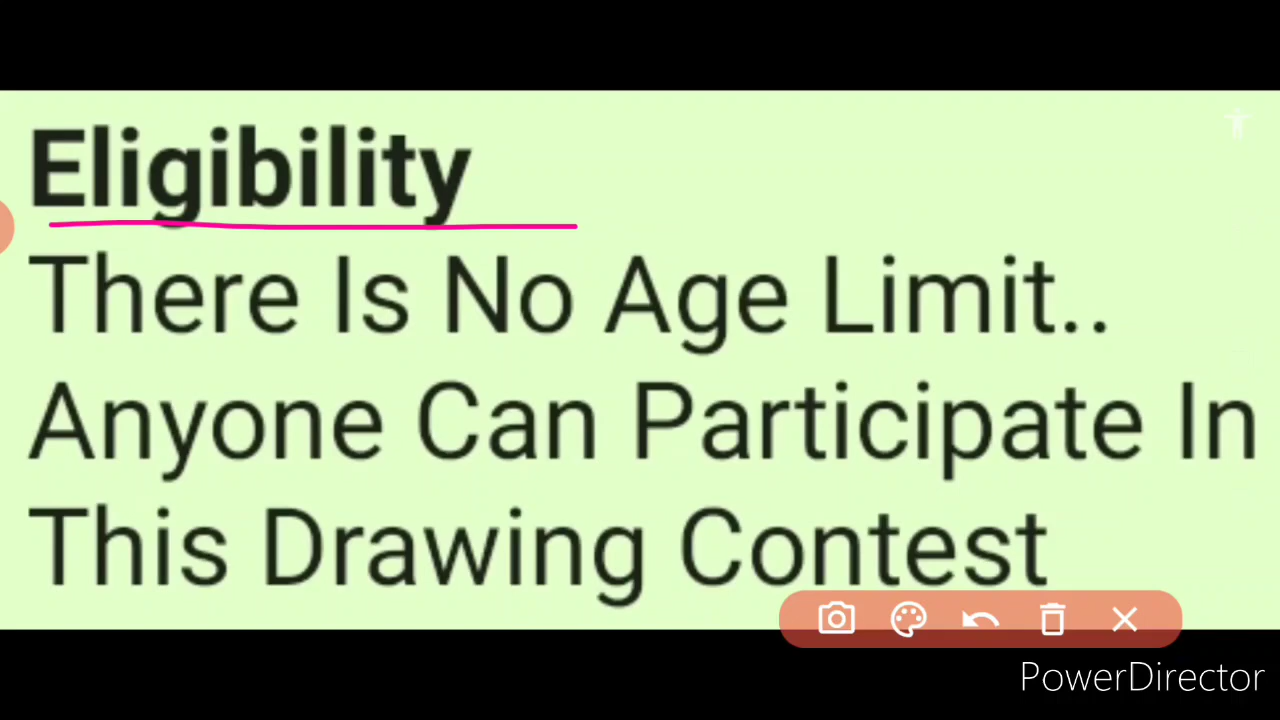 Eligibility
There Is No Age Limit..
Anyone Can Participate In
This Drawing Contest
PowerDirector